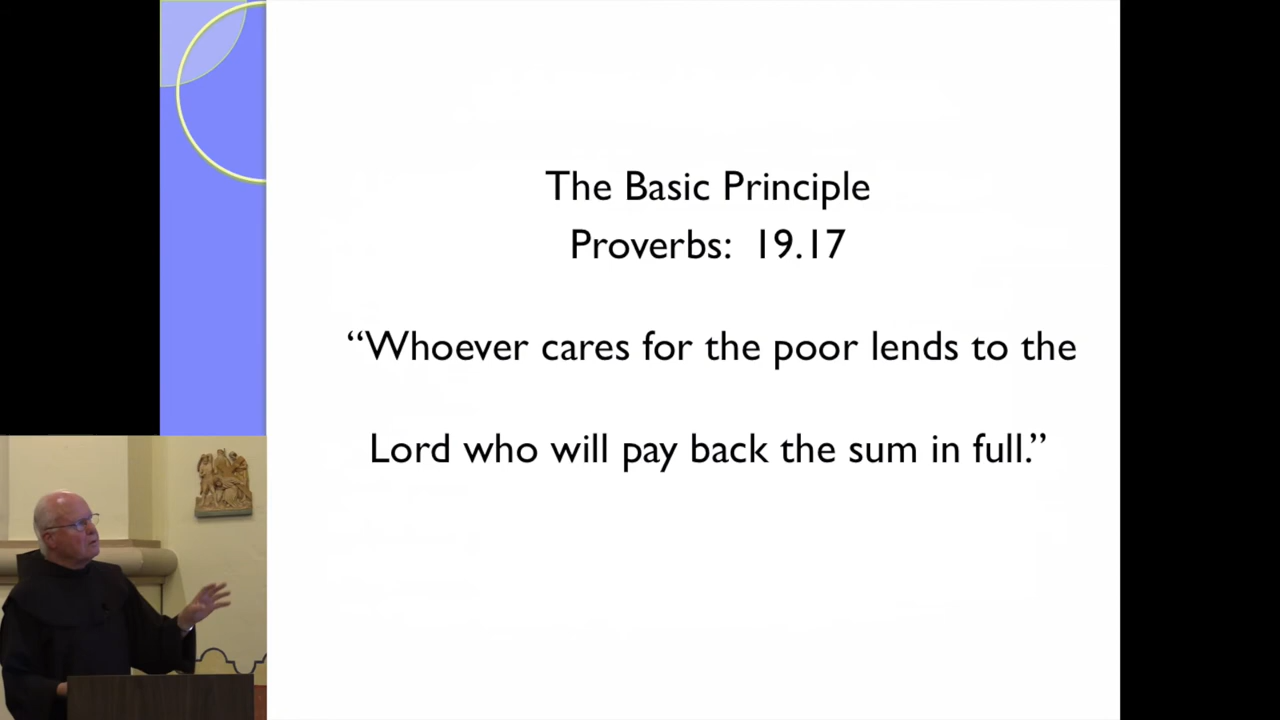 The Basic Principle
Proverbs:  19.17
“Whoever cares for the poor lends to the
Lord who will pay back the sum in full.”